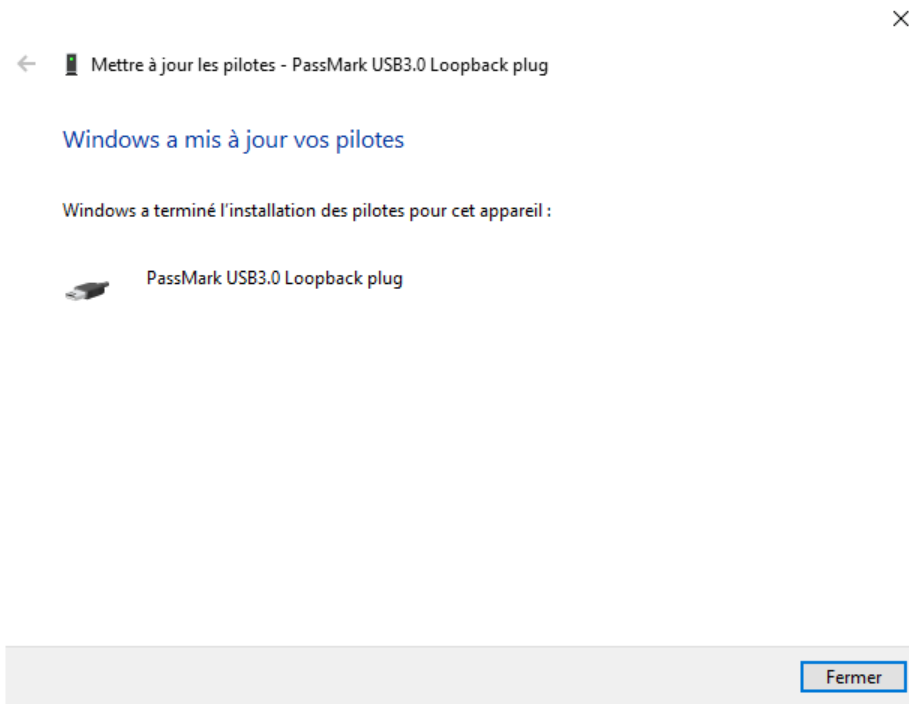 Mettre à jour les pilotes - PassMark USB3.0 Loopback plug
Windows a mis à jour vos pilotes
Windows a terminé l'installation des pilotes pour cet appareil :
PassMark USB3.0 Loopback plug
Fermer